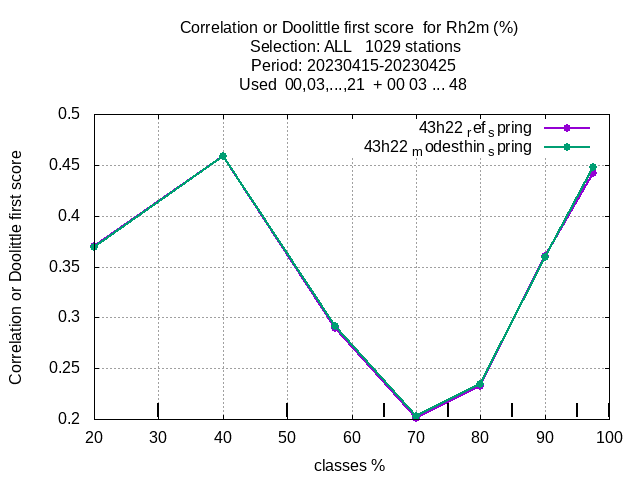 Correlation or Doolittle first score  for Rh2m (%)
Selection: ALL   1029 stations
Period: 20230415-20230425
Used  00,03,...,21  + 00 03 ... 48
43h22 ref spring
43h22 modesthin spring
0.5
0.45
0.4
0.35
0.3
0.25
0.2
Correlation or Doolittle first score
20 30 40 50 60 70 80 90 100
classes %